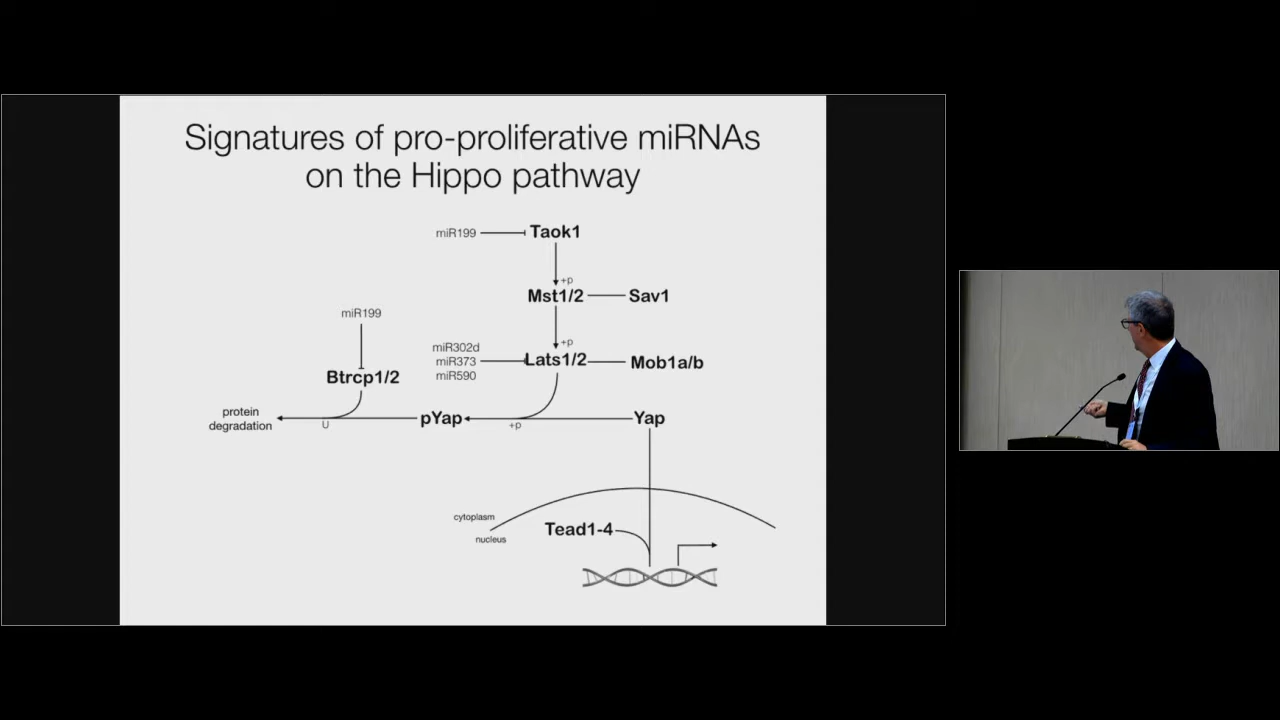 Signatures of pro-proliferative miRNAs
on the Hippo pathway
miR199
Taok1
+p
Mst1/2
Sav1
miR199
+p
miR302d
miR373
miR590
Lats1/2
Mob1a/b
Btrcp1/2
protein
degradation
U
pYap
+p
Yap
cytoplasm
nucleus
Tead1-4